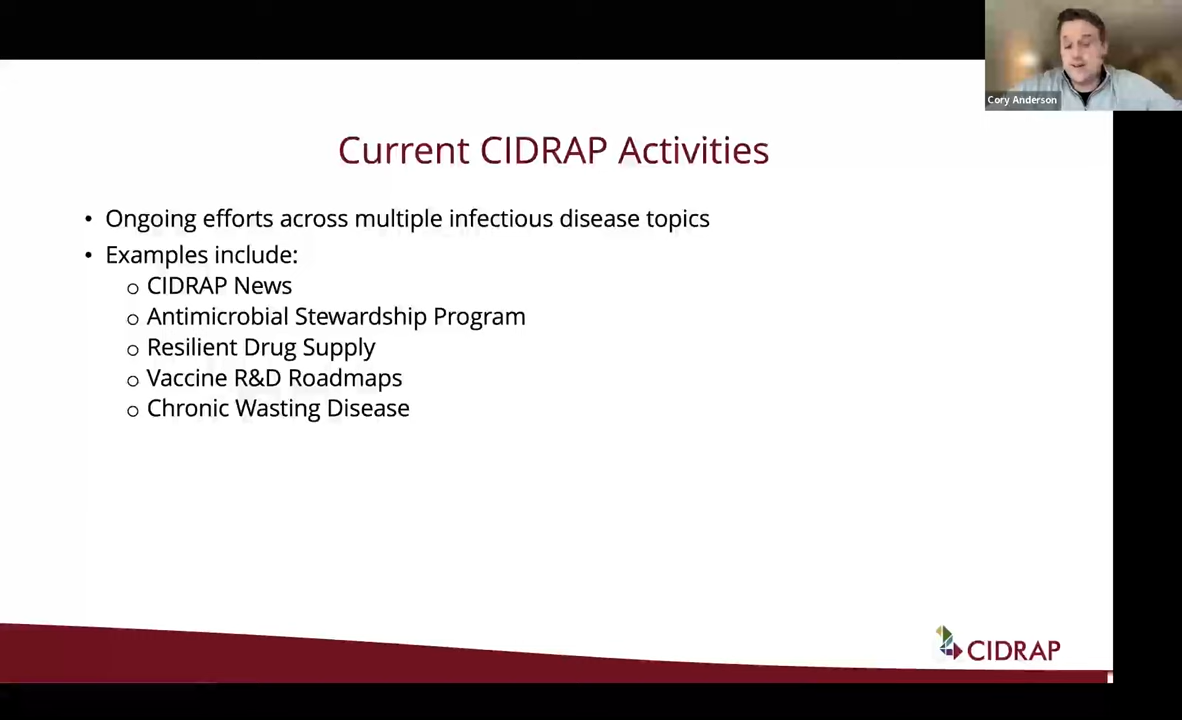 Cory Anderson
Current CIDRAP Activities
• Ongoing efforts across multiple infectious disease topics
• Examples include:
o CIDRAP News
o Antimicrobial Stewardship Program
o Resilient Drug Supply
o Vaccine R&D Roadmaps
o Chronic Wasting Disease
CIDRAP